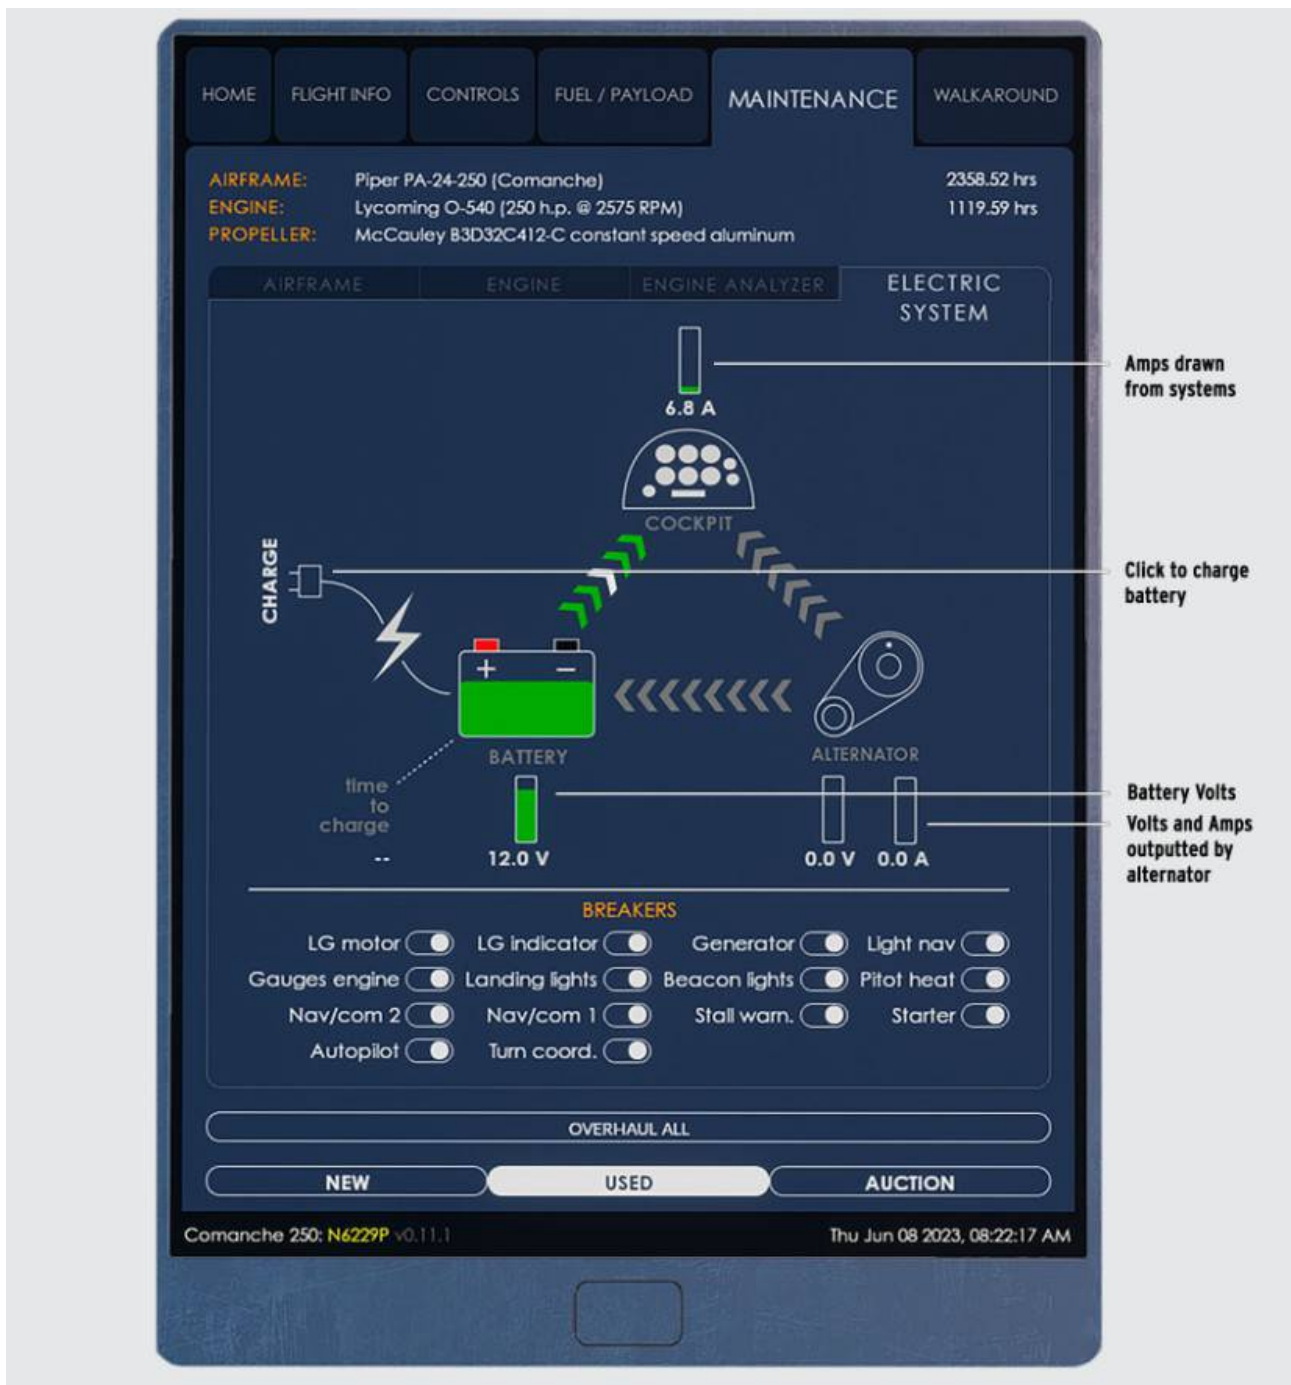 HOME FLIGHT INFO CONTROLS FUEL / PAYLOAD MAINTENANCE WALKAROUND
AIRFRAME: Piper PA-24-250 (Comanche) 2358.52 hrs
ENGINE: Lycoming O-540 (250 h.p. @ 2575 RPM) 1119.59 hrs
PROPELLER: McCauley B3D32C412-C constant speed aluminum
AIRFRAME ENGINE ENGINE ANALYZER ELECTRIC
SYSTEM
Amps drawn
from systems
6.8 A
COCKPIT
CHARGE
Click to charge
battery
+ −
BATTERY
ALTERNATOR
time
to
charge
--
12.0 V
0.0 V 0.0 A
Battery Volts
Volts and Amps
outputted by
alternator
BREAKERS
LG motor LG indicator Generator Light nav
Gauges engine Landing lights Beacon lights Pitot heat
Nav/com 2 Nav/com 1 Stall warn. Starter
Autopilot Turn coord.
OVERHAUL ALL
NEW USED AUCTION
Comanche 250: N6229P v0.11.1 Thu Jun 08 2023, 08:22:17 AM